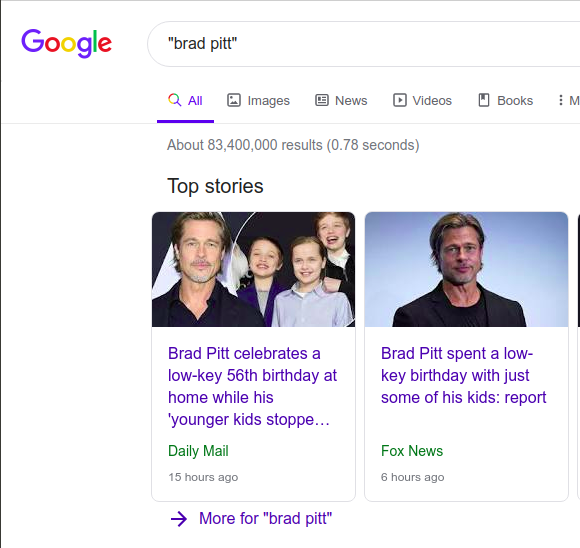 Google
"brad pitt"
All Images News Videos Books M
About 83,400,000 results (0.78 seconds)
Top stories
Brad Pitt celebrates a
low-key 56th birthday at
home while his
'younger kids stoppe…
Daily Mail
15 hours ago
Brad Pitt spent a low-
key birthday with just
some of his kids: report
Fox News
6 hours ago
More for "brad pitt"